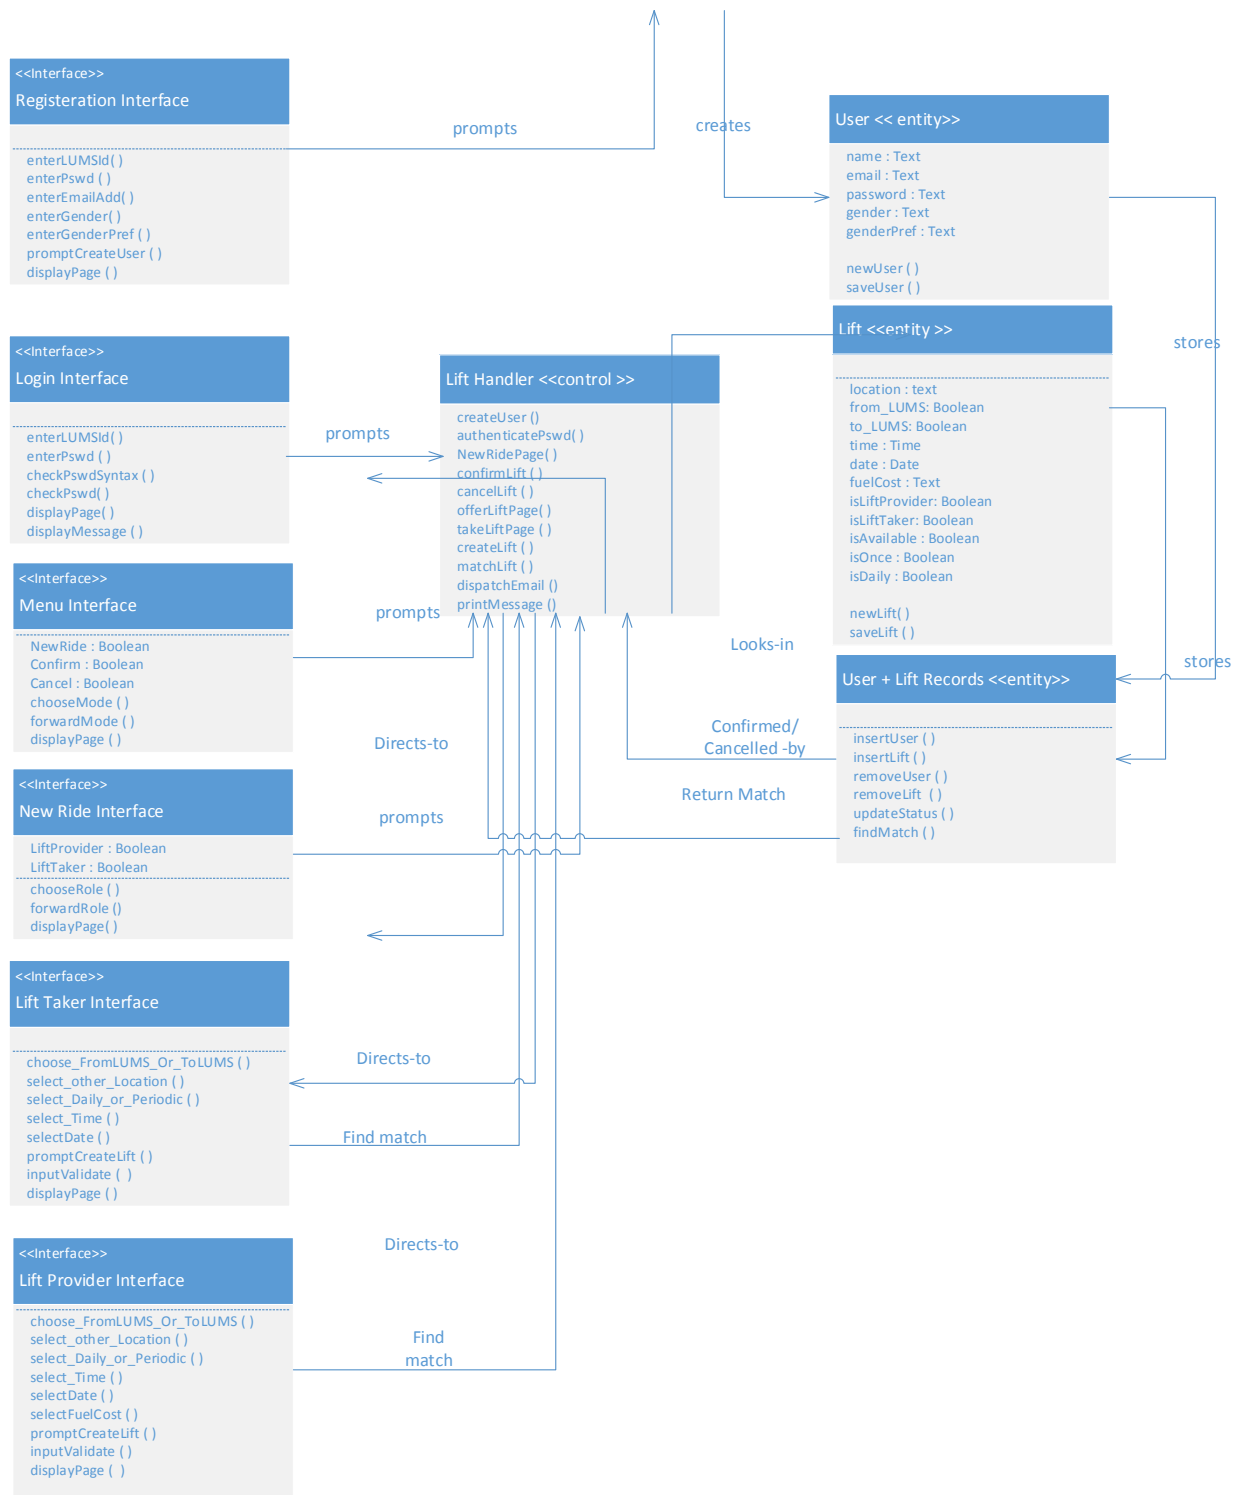 <<Interface>>
Registeration Interface
enterLUMSId( )
enterPswd ( )
enterEmailAdd( )
enterGender( )
enterGenderPref ( )
promptCreateUser ( )
displayPage ( )
prompts
creates
User << entity>>
name : Text
email : Text
password : Text
gender : Text
genderPref : Text
newUser ( )
saveUser ( )
stores
<<Interface>>
Login Interface
enterLUMSId( )
enterPswd ( )
checkPswdSyntax ( )
checkPswd( )
displayPage( )
displayMessage ( )
prompts
Lift Handler <<control >>
createUser ()
authenticatePswd( )
NewRidePage( )
confirmLift ( )
cancelLift ( )
offerLiftPage( )
takeLiftPage ( )
createLift ( )
matchLift ( )
dispatchEmail ()
printMessage ()
Lift <<entity >>
location : text
from_LUMS: Boolean
to_LUMS: Boolean
time : Time
date : Date
fuelCost : Text
isLiftProvider: Boolean
isLiftTaker: Boolean
isAvailable : Boolean
isOnce : Boolean
isDaily : Boolean
newLift( )
saveLift ( )
stores
<<Interface>>
Menu Interface
NewRide : Boolean
Confirm : Boolean
Cancel : Boolean
chooseMode ( )
forwardMode ( )
displayPage ( )
prompts
Looks-in
User + Lift Records <<entity>>
insertUser ( )
insertLift ( )
removeUser ( )
removeLift  ( )
updateStatus ( )
findMatch ( )
Confirmed/
Cancelled -by
Directs-to
Return Match
<<Interface>>
New Ride Interface
LiftProvider : Boolean
LiftTaker : Boolean
chooseRole ( )
forwardRole ()
displayPage( )
prompts
<<Interface>>
Lift Taker Interface
choose_FromLUMS_Or_ToLUMS ( )
select_other_Location ( )
select_Daily_or_Periodic ( )
select_Time ( )
selectDate ( )
promptCreateLift ( )
inputValidate (  )
displayPage ( )
Directs-to
Find match
Directs-to
<<Interface>>
Lift Provider Interface
choose_FromLUMS_Or_ToLUMS ( )
select_other_Location ( )
select_Daily_or_Periodic ( )
select_Time ( )
selectDate ( )
selectFuelCost ( )
promptCreateLift ( )
inputValidate ( )
displayPage (  )
Find
match